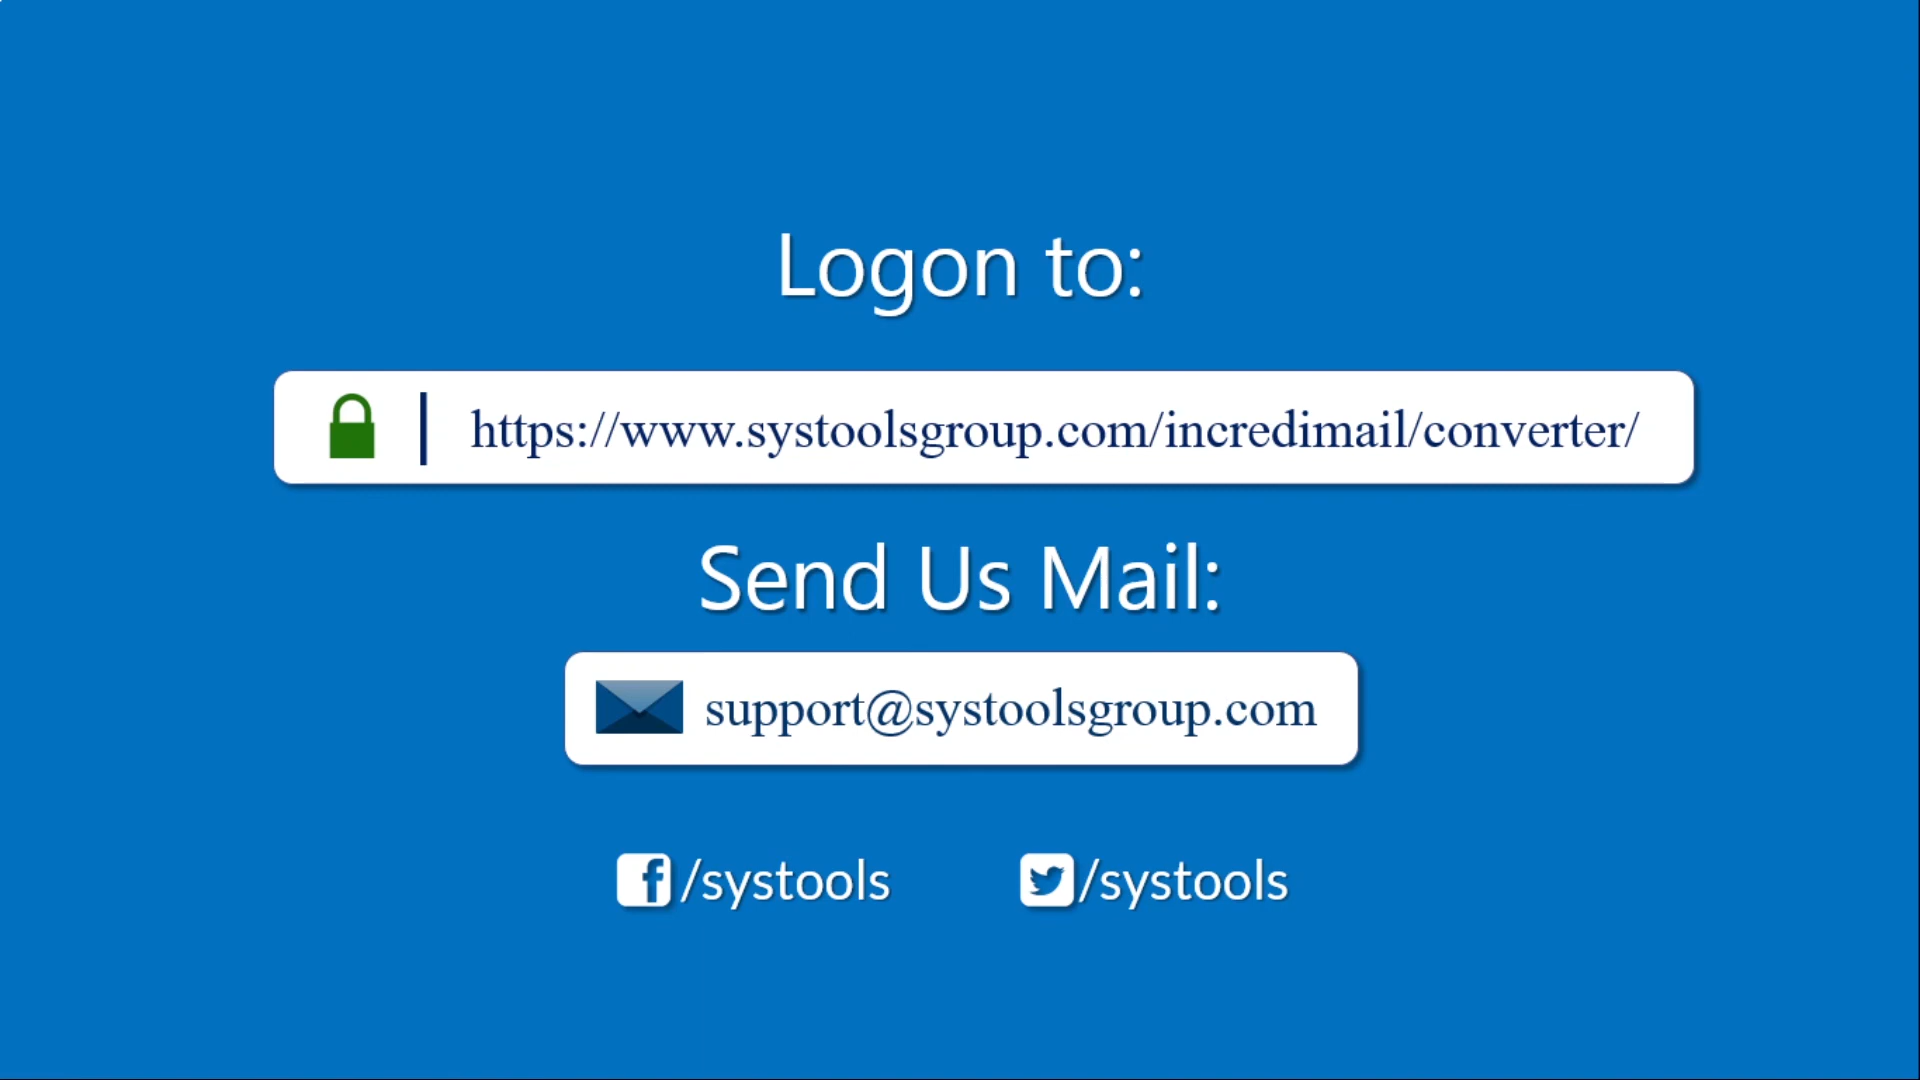 Logon to:
https://www.systoolsgroup.com/incredimail/converter/
Send Us Mail:
support@systoolsgroup.com
/systools
/systools